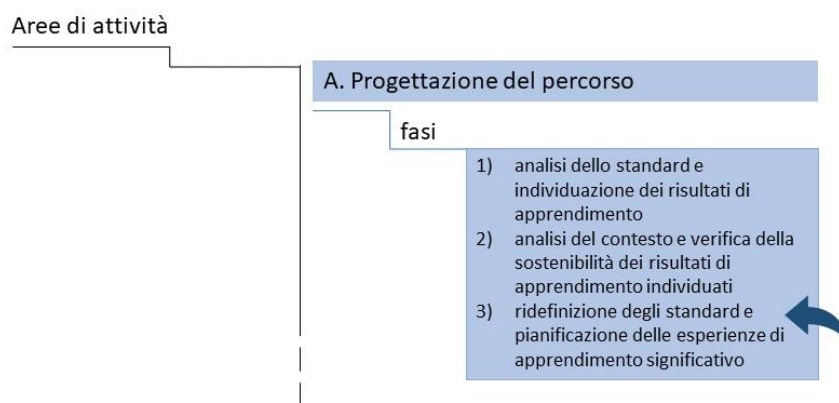 Aree di attività
A. Progettazione del percorso
fasi
1) analisi dello standard e
individuazione dei risultati di
apprendimento
2) analisi del contesto e verifica della
sostenibilità dei risultati di
apprendimento individuati
3) ridefinizione degli standard e
pianificazione delle esperienze di
apprendimento significativo